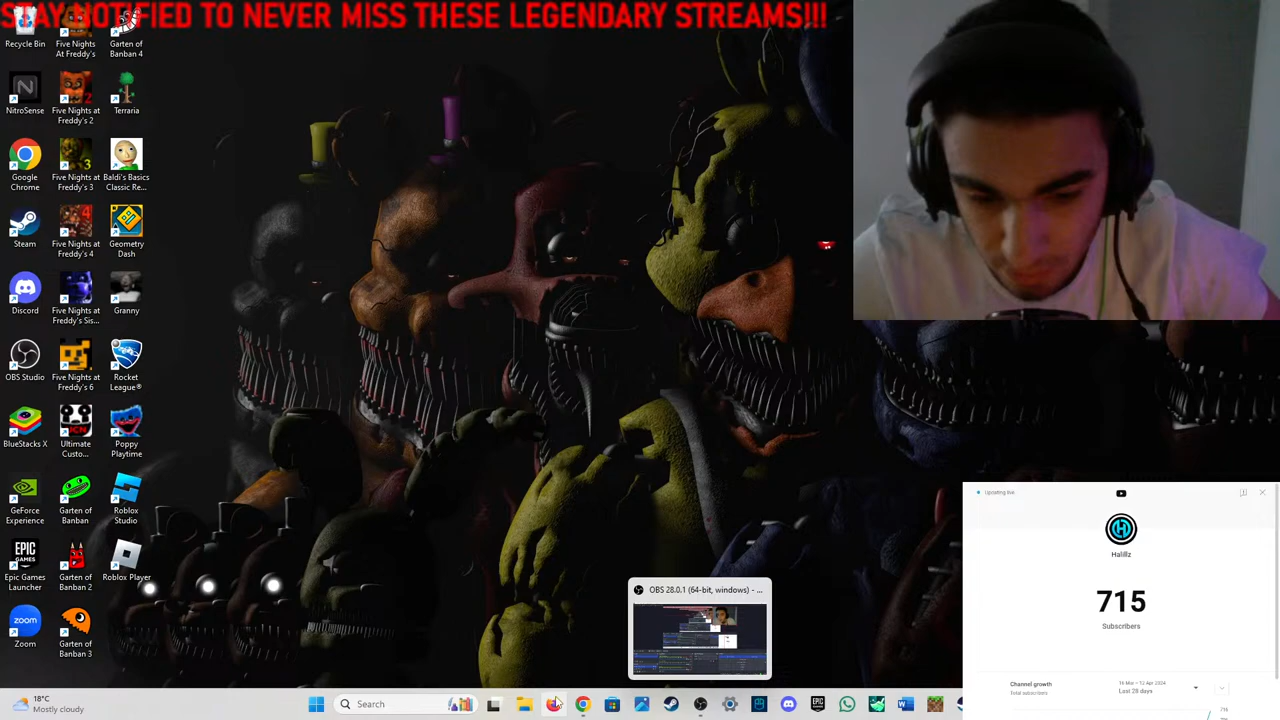 STAY NOTIFIED TO NEVER MISS THESE LEGENDARY STREAMS!!!
Recycle Bin
Five Nights At Freddy's
Garten of Banban 4
NitroSense
Five Nights at Freddy's 2
Terraria
Google Chrome
Five Nights at Freddy's 3
Baldi's Basics Classic Re...
Steam
Five Nights at Freddy's 4
Geometry Dash
Discord
Five Nights at Freddy's Sis...
Granny
OBS Studio
Five Nights at Freddy's 6
Rocket League®
BlueStacks X
Ultimate Custo...
Poppy Playtime
GeForce Experience
Garten of Banban
Roblox Studio
Epic Games Launcher
Garten of Banban 2
Roblox Player
Zoom
Garten of Banban 3
OBS 28.0.1 (64-bit, windows) - ...
Updating live
Halillz
715
Subscribers
Channel growth
Total subscribers
Last 28 days
18°C
Mostly cloudy
Search